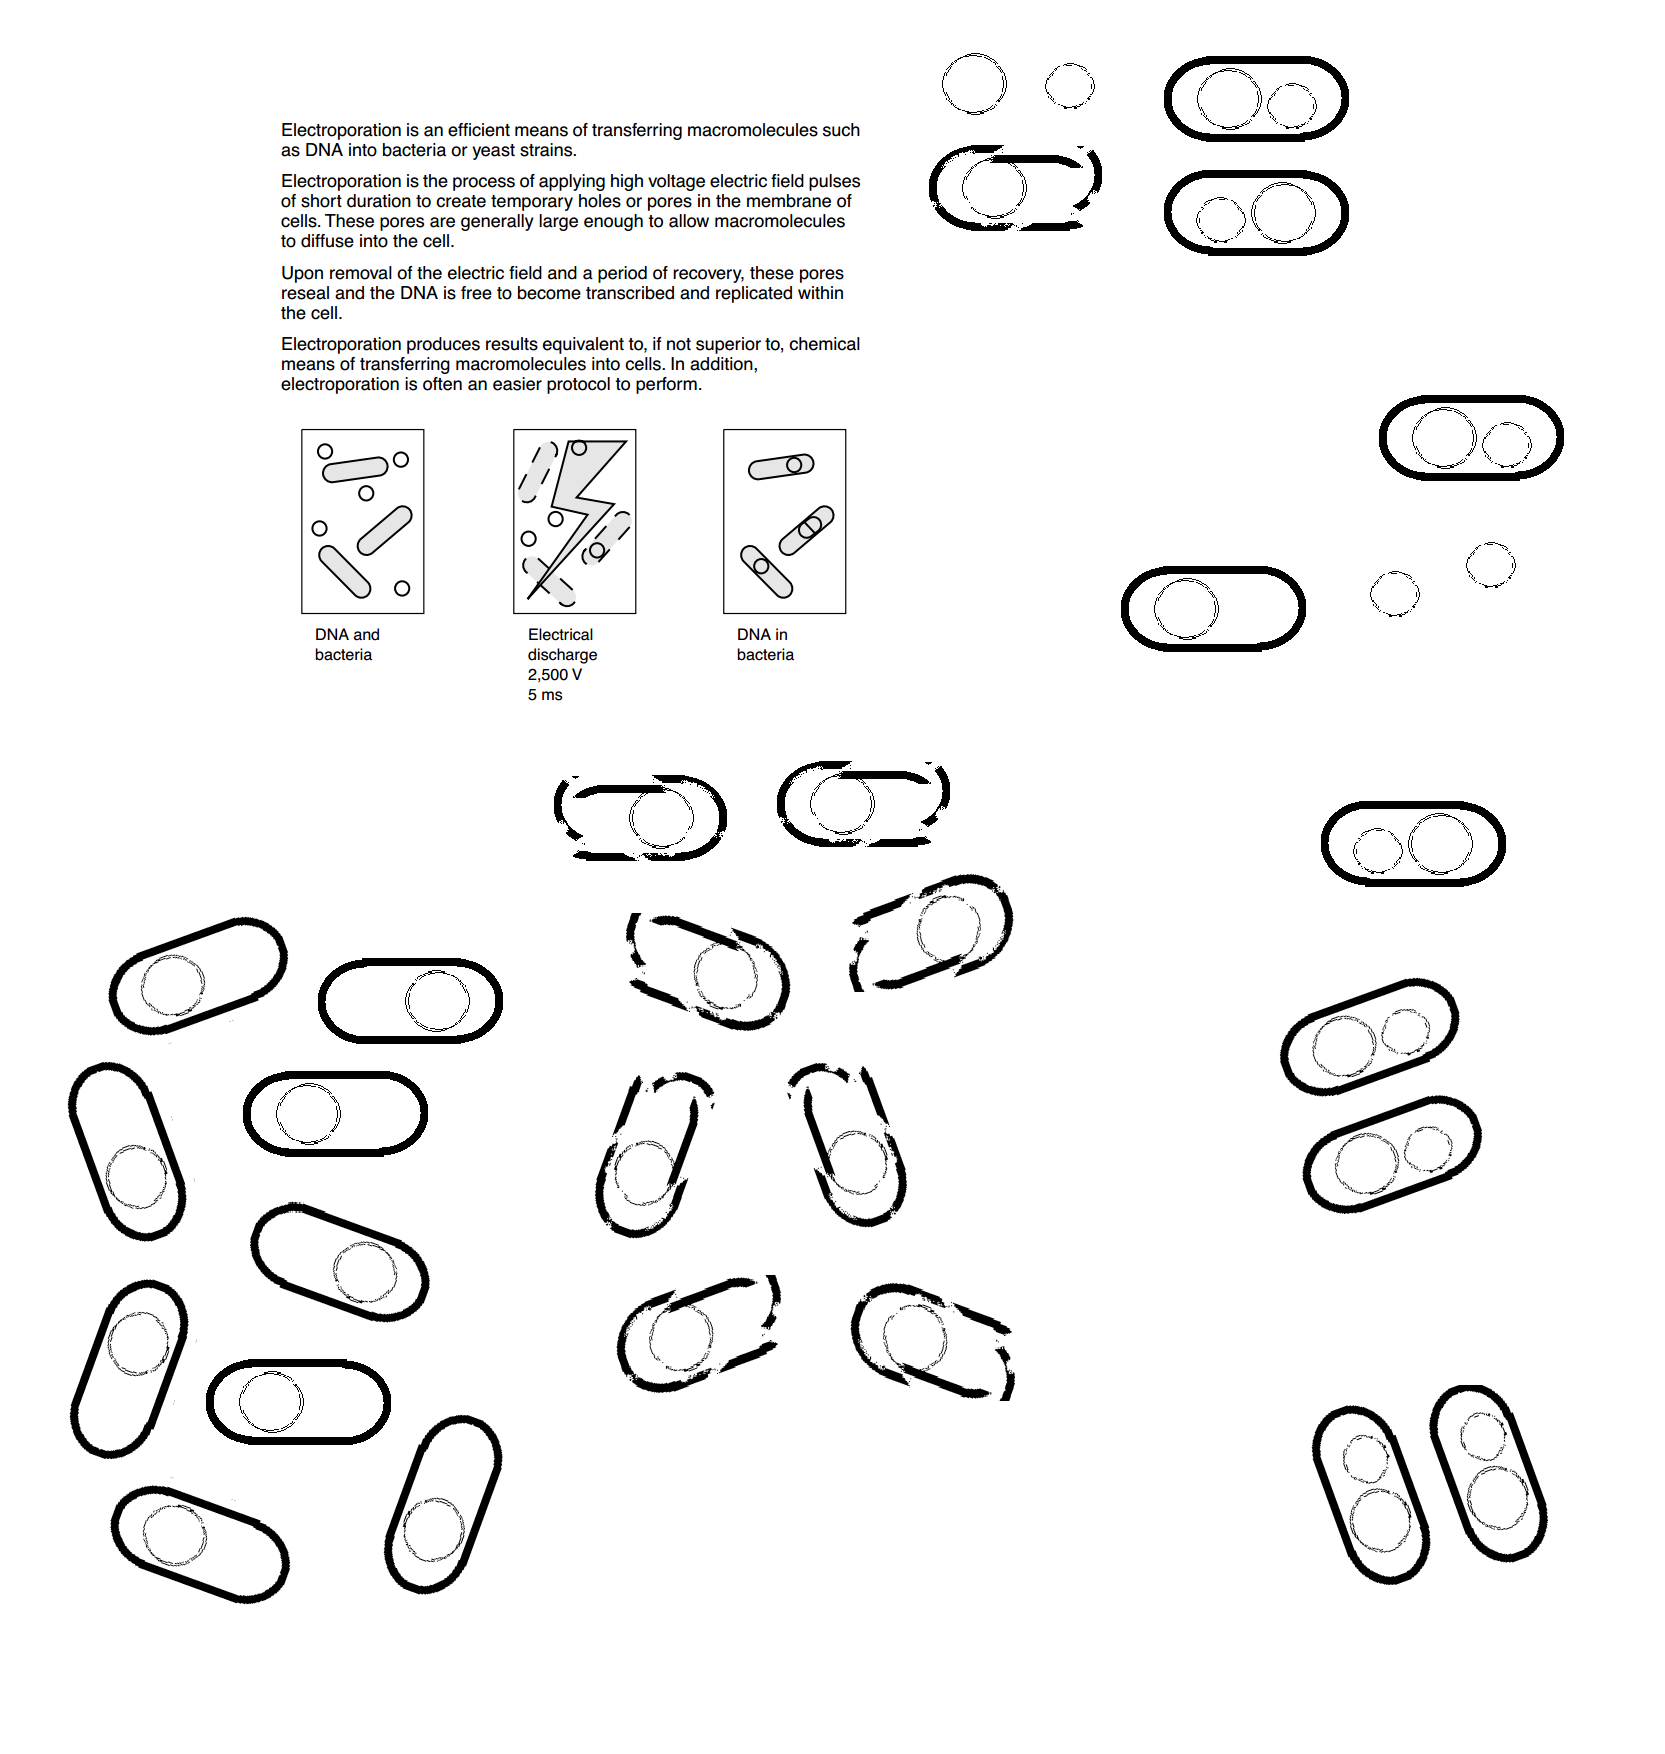 Electroporation is an efficient means of transferring macromolecules such
as DNA into bacteria or yeast strains.
Electroporation is the process of applying high voltage electric field pulses
of short duration to create temporary holes or pores in the membrane of
cells. These pores are generally large enough to allow macromolecules
to diffuse into the cell.
Upon removal of the electric field and a period of recovery, these pores
reseal and the DNA is free to become transcribed and replicated within
the cell.
Electroporation produces results equivalent to, if not superior to, chemical
means of transferring macromolecules into cells. In addition,
electroporation is often an easier protocol to perform.
DNA and
bacteria
Electrical
discharge
2,500 V
5 ms
DNA in
bacteria